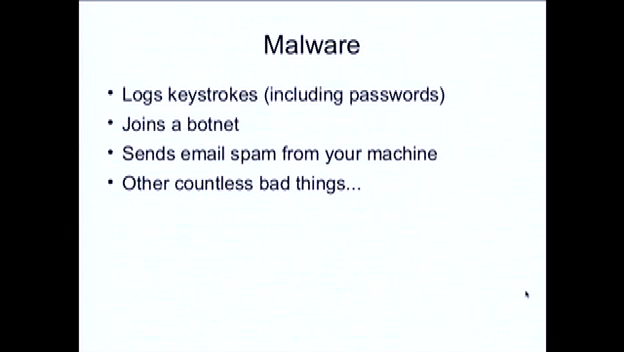 Malware
• Logs keystrokes (including passwords)
• Joins a botnet
• Sends email spam from your machine
• Other countless bad things...